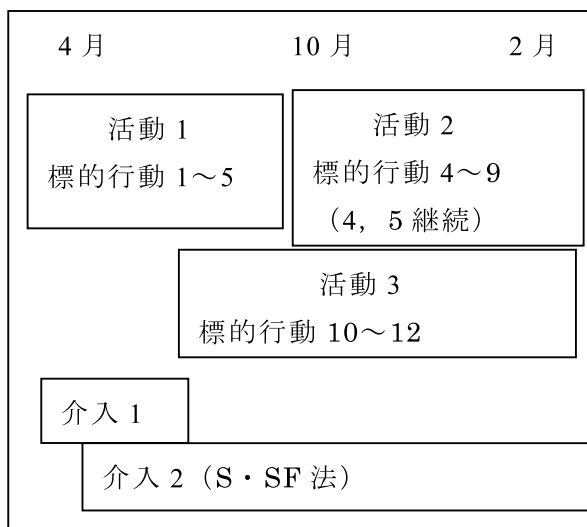 4 月 10 月 2 月
活動 1
標的行動 1～5
活動 2
標的行動 4～9
（4，5 継続）
活動 3
標的行動 10～12
介入 1
介入 2（S・SF 法）